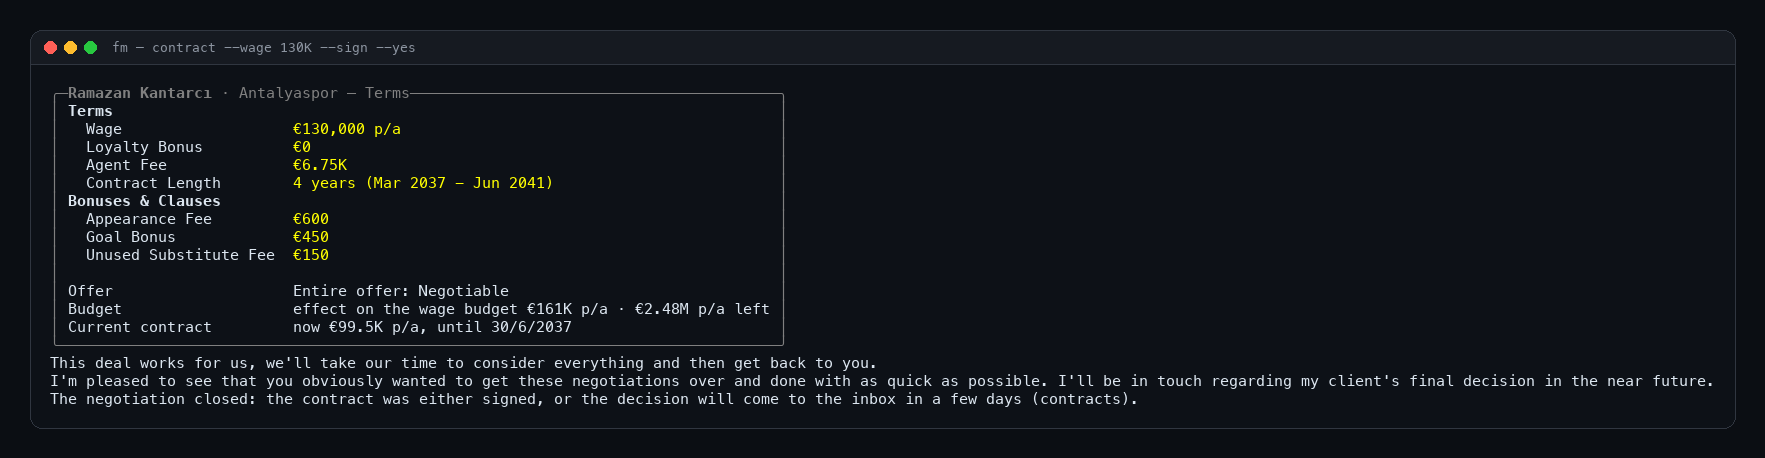 fm — contract --wage 130K --sign --yes
Ramazan Kantarcı · Antalyaspor — Terms
Terms
Wage €130,000 p/a
Loyalty Bonus €0
Agent Fee €6.75K
Contract Length 4 years (Mar 2037 – Jun 2041)
Bonuses & Clauses
Appearance Fee €600
Goal Bonus €450
Unused Substitute Fee €150
Offer Entire offer: Negotiable
Budget effect on the wage budget €161K p/a · €2.48M p/a left
Current contract now €99.5K p/a, until 30/6/2037
This deal works for us, we'll take our time to consider everything and then get back to you.
I'm pleased to see that you obviously wanted to get these negotiations over and done with as quick as possible. I'll be in touch regarding my client's final decision in the near future.
The negotiation closed: the contract was either signed, or the decision will come to the inbox in a few days (contracts).